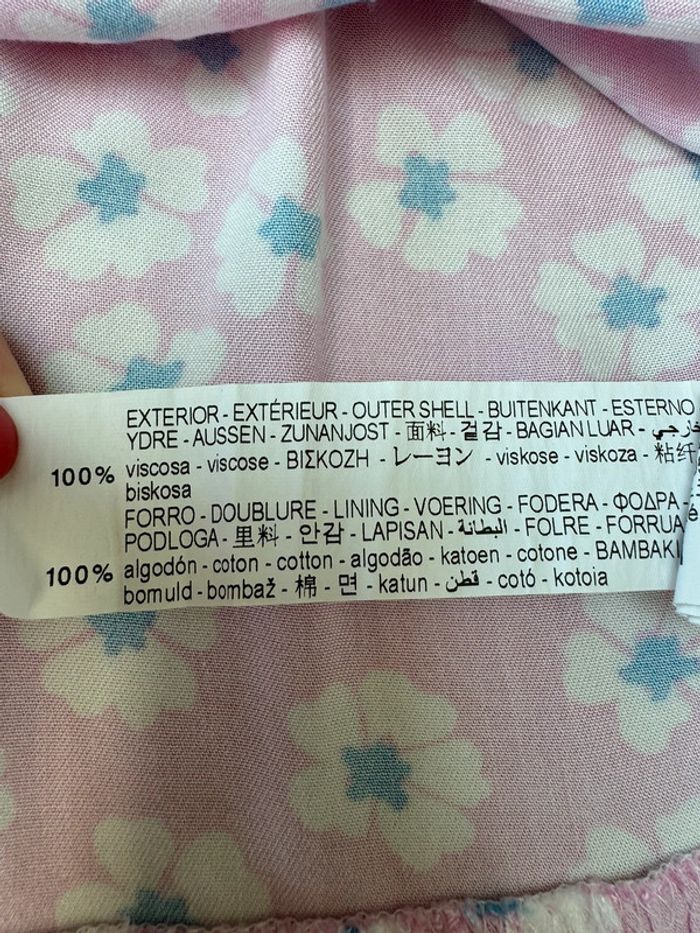 EXTERIOR - EXTÉRIEUR - OUTER SHELL - BUITENKANT - ESTERNO
YDRE - AUSSEN - ZUNANJOST - 面料 - 겉감 - BAGIAN LUAR - خارجي
100% viscosa - viscose - ΒΙΣΚΟΖΗ - レーヨン - viskose - viskoza - 粘纤
biskosa
FORRO - DOUBLURE - LINING - VOERING - FODERA - ΦΟΔΡΑ -
PODLOGA - 里料 - 안감 - LAPISAN - البطانة - FOLRE - FORRUA
100% algodón - coton - cotton - algodão - katoen - cotone - BAMBAKI
bomuld - bombaž - 棉 - 면 - katun - قطن - cotó - kotoia